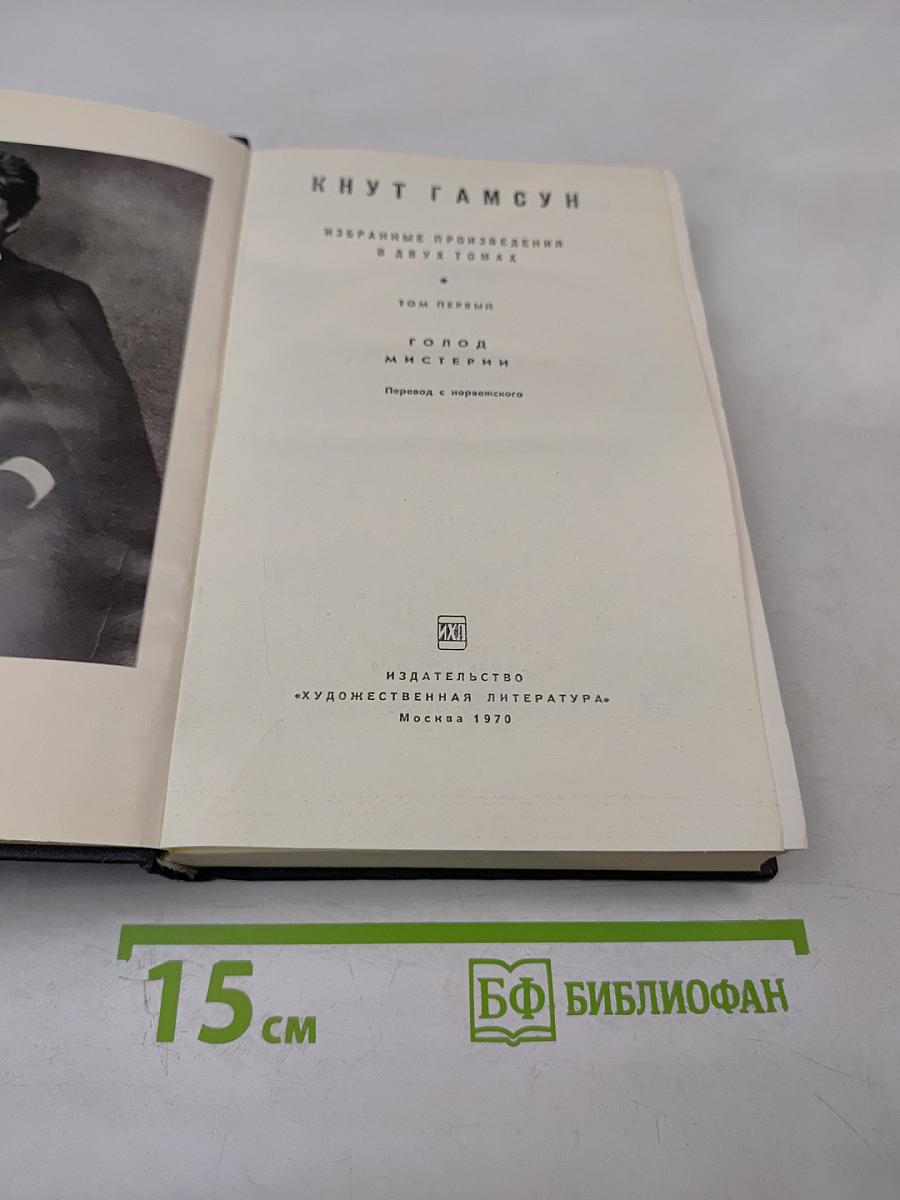 КНУТ ГАМСУН
ИЗБРАННЫЕ ПРОИЗВЕДЕНИЯ
В ДВУХ ТОМАХ
ТОМ ПЕРВЫЙ
ГОЛОД
МИСТЕРИИ
Перевод с норвежского
ИХЛ
ИЗДАТЕЛЬСТВО
«ХУДОЖЕСТВЕННАЯ ЛИТЕРАТУРА»
Москва 1970
15 см
БФ БИБЛИОФАН